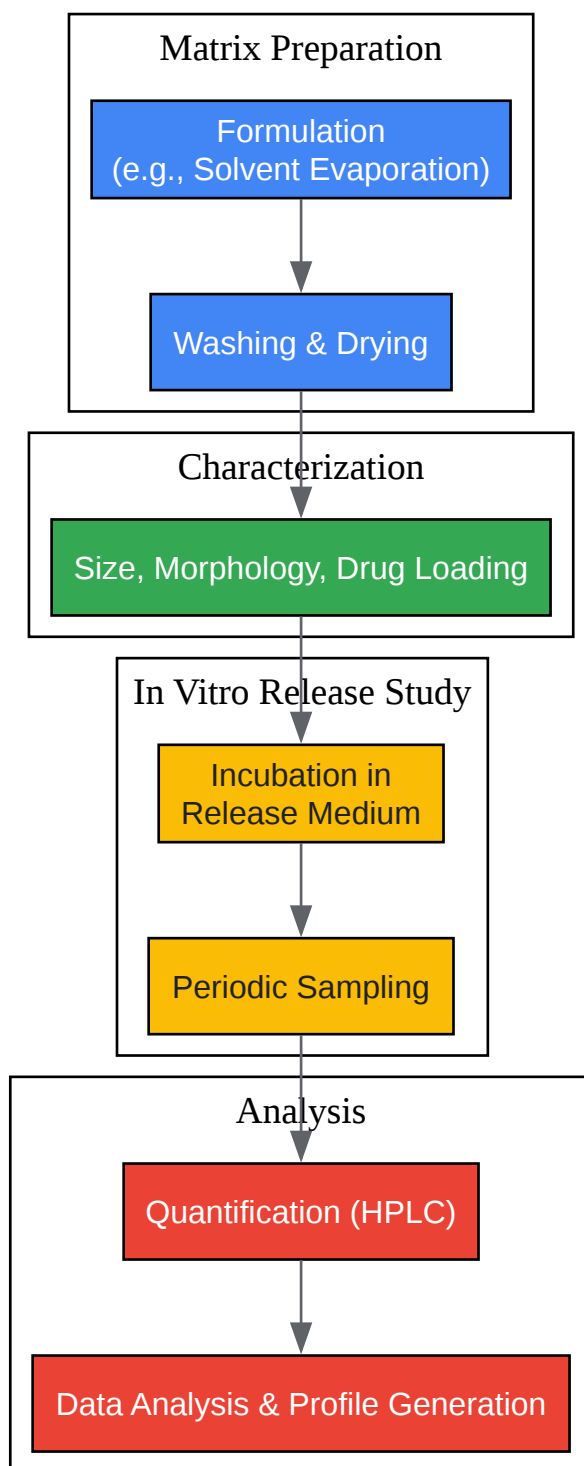 Matrix Preparation
Formulation
(e.g., Solvent Evaporation)
Washing & Drying
Characterization
Size, Morphology, Drug Loading
In Vitro Release Study
Incubation in
Release Medium
Periodic Sampling
Analysis
Quantification (HPLC)
Data Analysis & Profile Generation